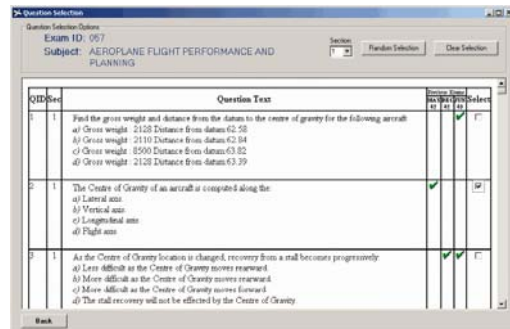 Question Selection
Question Selection Options
Exam ID: 057
Subject: AEROPLANE FLIGHT PERFORMANCE AND
PLANNING
Section
1
Random Selection
Clear Selection
QID Sec Question Text Select
1 1 Find the gross weight and distance from the datum to the centre of gravity for the following aircraft
a) Gross weight : 2128 Distance from datum:62.58
b) Gross weight : 2110 Distance from datum:62.84
c) Gross weight : 8500 Distance from datum:63.82
d) Gross weight : 2128 Distance from datum:63.39
2 1 The Centre of Gravity of an aircraft is computed along the:
a) Lateral axis.
b) Vertical axis.
c) Longitudinal axis.
d) Flight axis
3 1 As the Centre of Gravity location is changed, recovery from a stall becomes progressively:
a) Less difficult as the Centre of Gravity moves rearward.
b) More difficult as the Centre of Gravity moves rearward.
c) More difficult as the Centre of Gravity moves forward.
d) The stall recovery will not be effected by the Centre of Gravity.
Back